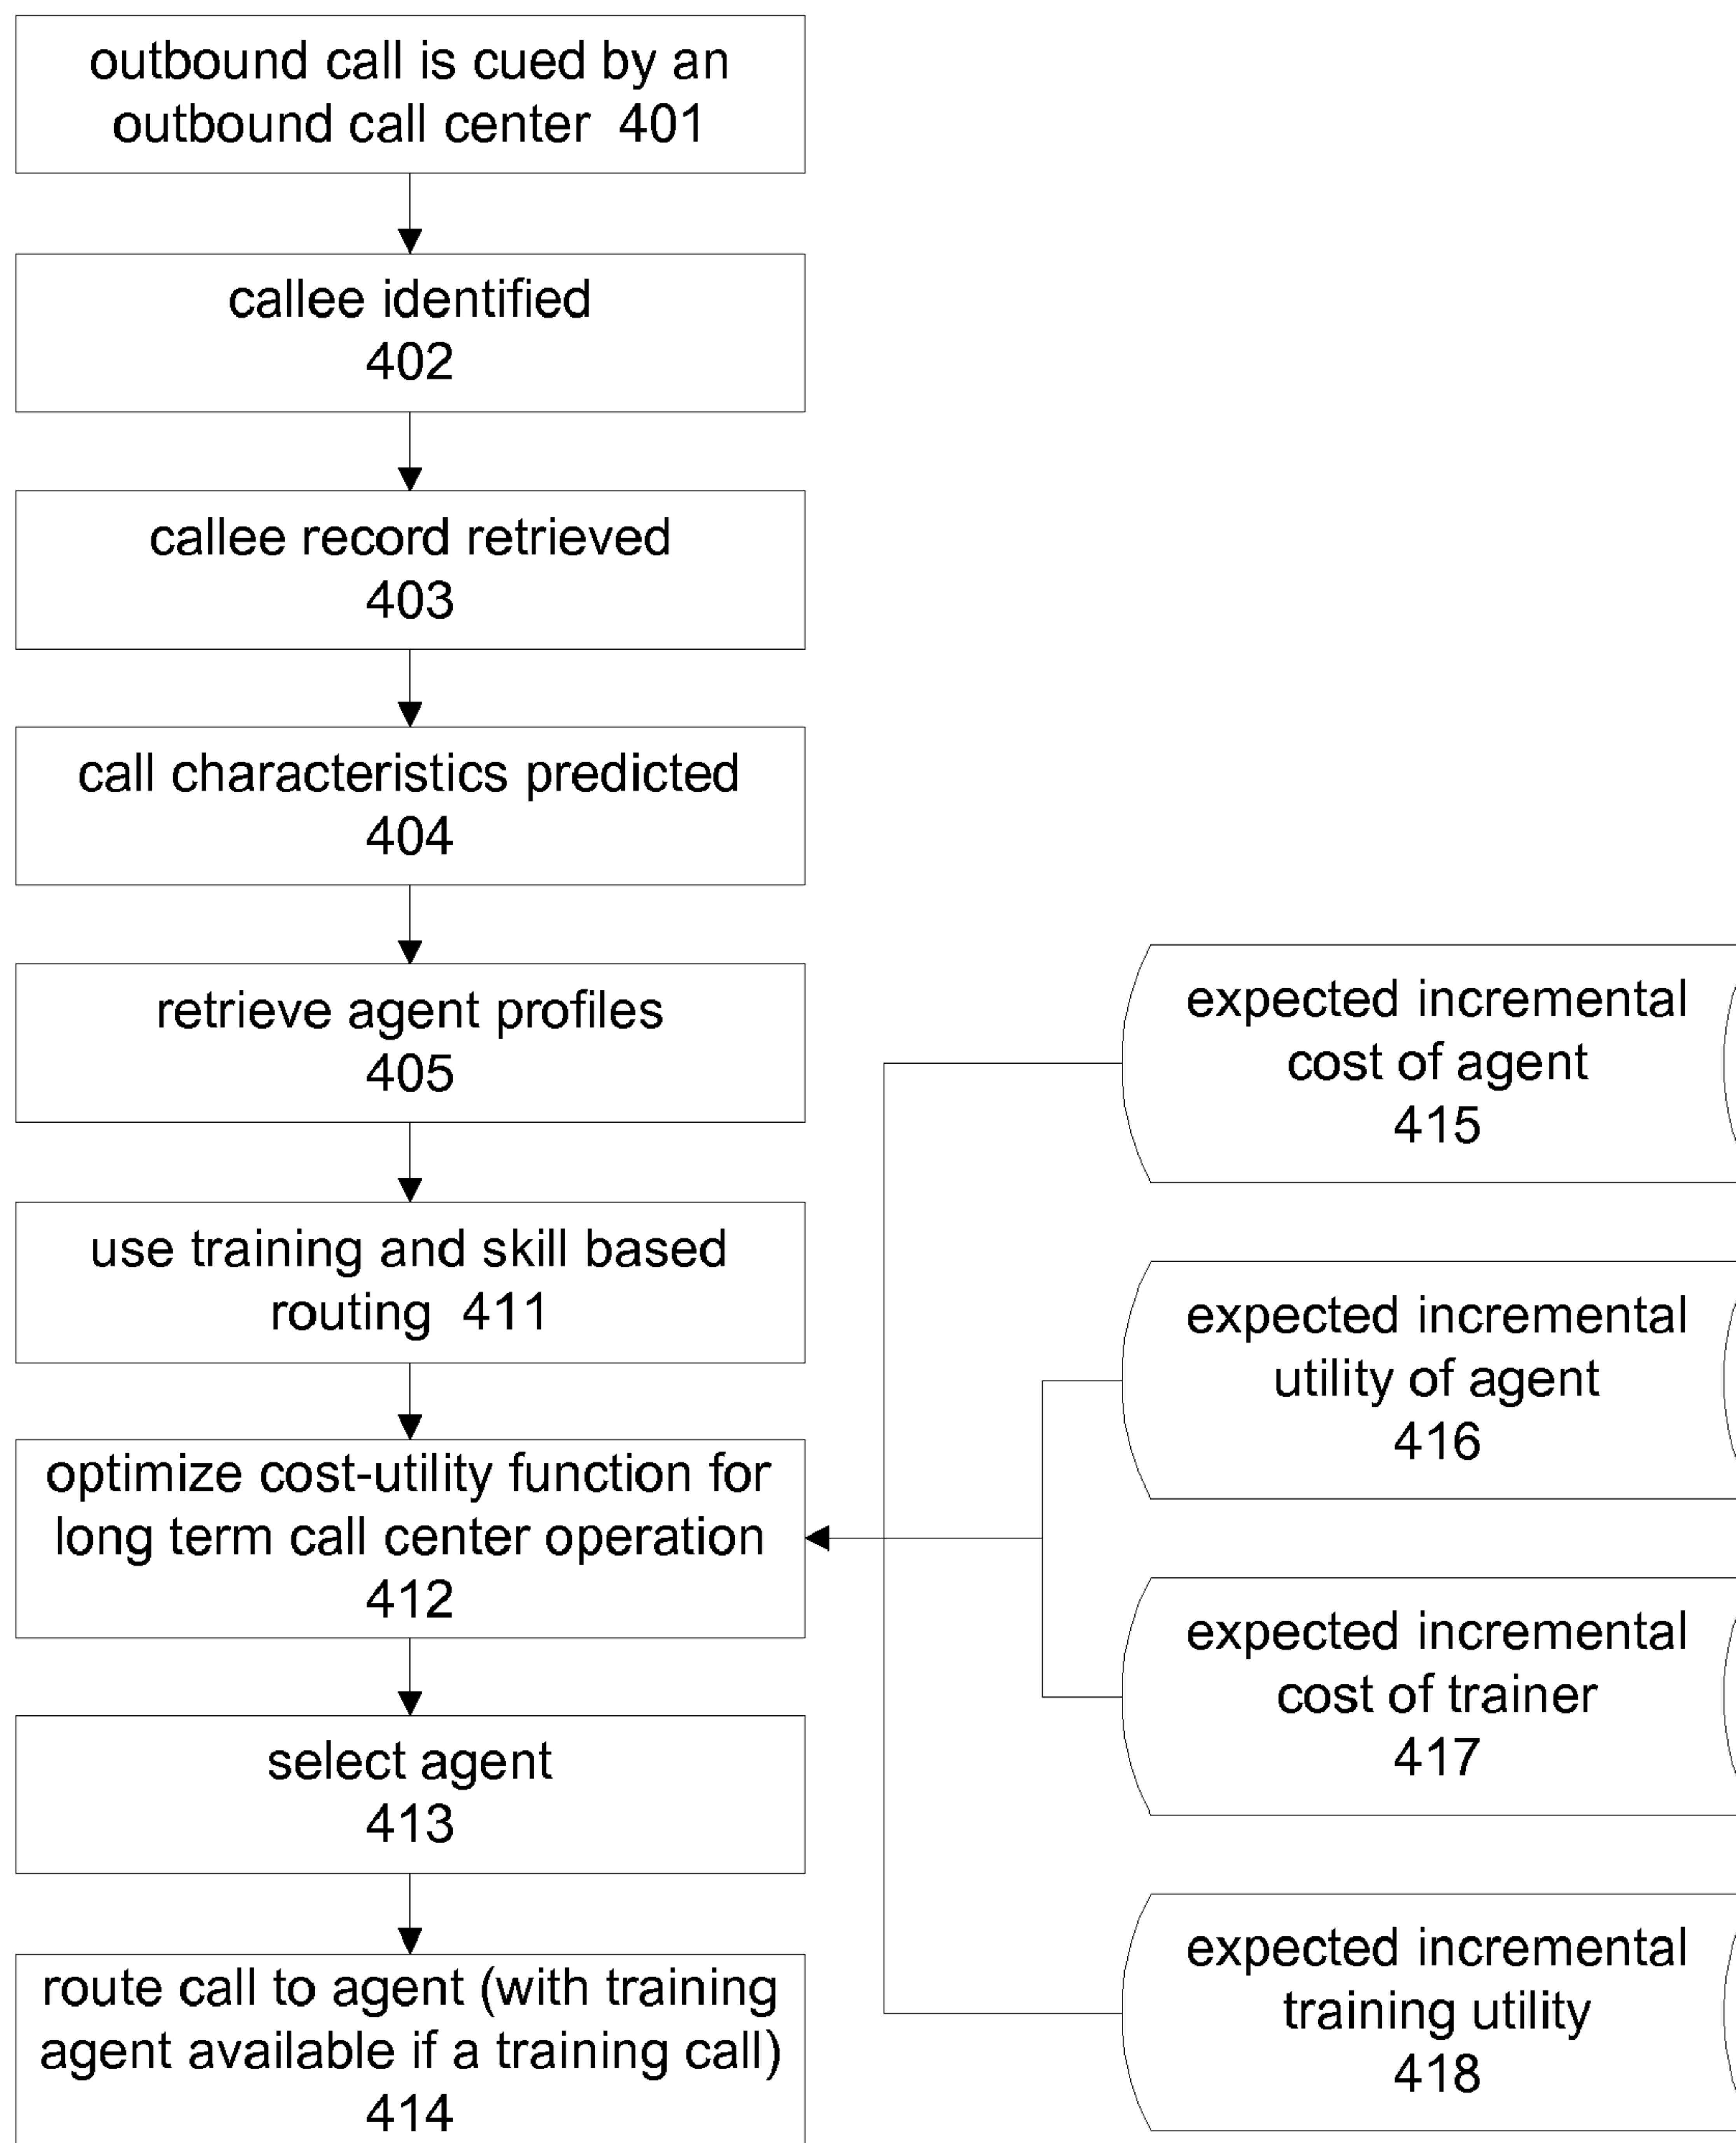 outbound call is cued by an
outbound call center 401
callee identified
402
callee record retrieved
403
call characteristics predicted
404
retrieve agent profiles
405
use training and skill based
routing 411
optimize cost-utility function for
long term call center operation
412
select agent
413
route call to agent (with training
agent available if a training call)
414
expected incremental
cost of agent
415
expected incremental
utility of agent
416
expected incremental
cost of trainer
417
expected incremental
training utility
418